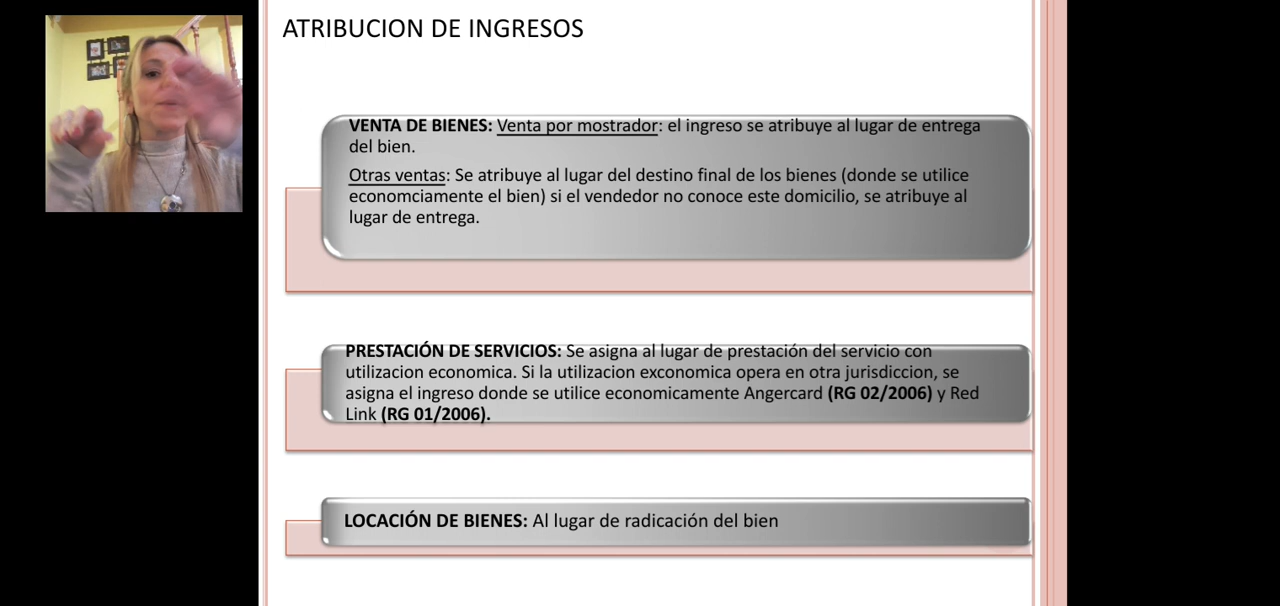 ATRIBUCION DE INGRESOS
VENTA DE BIENES: Venta por mostrador: el ingreso se atribuye al lugar de entrega
del bien.
Otras ventas: Se atribuye al lugar del destino final de los bienes (donde se utilice
economciamente el bien) si el vendedor no conoce este domicilio, se atribuye al
lugar de entrega.
PRESTACIÓN DE SERVICIOS: Se asigna al lugar de prestación del servicio con
utilizacion economica. Si la utilizacion exconomica opera en otra jurisdiccion, se
asigna el ingreso donde se utilice economicamente Angercard (RG 02/2006) y Red
Link (RG 01/2006).
LOCACIÓN DE BIENES: Al lugar de radicación del bien